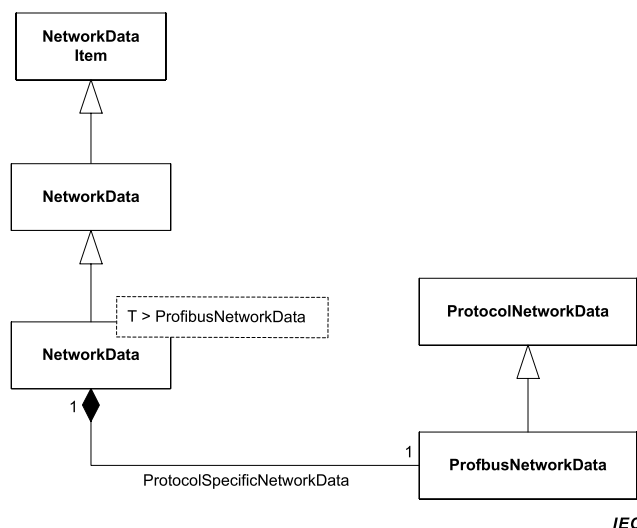 NetworkData
Item
NetworkData
T > ProfibusNetworkData
NetworkData
ProtocolNetworkData
1
1
ProfbusNetworkData
ProtocolSpecificNetworkData
IEC